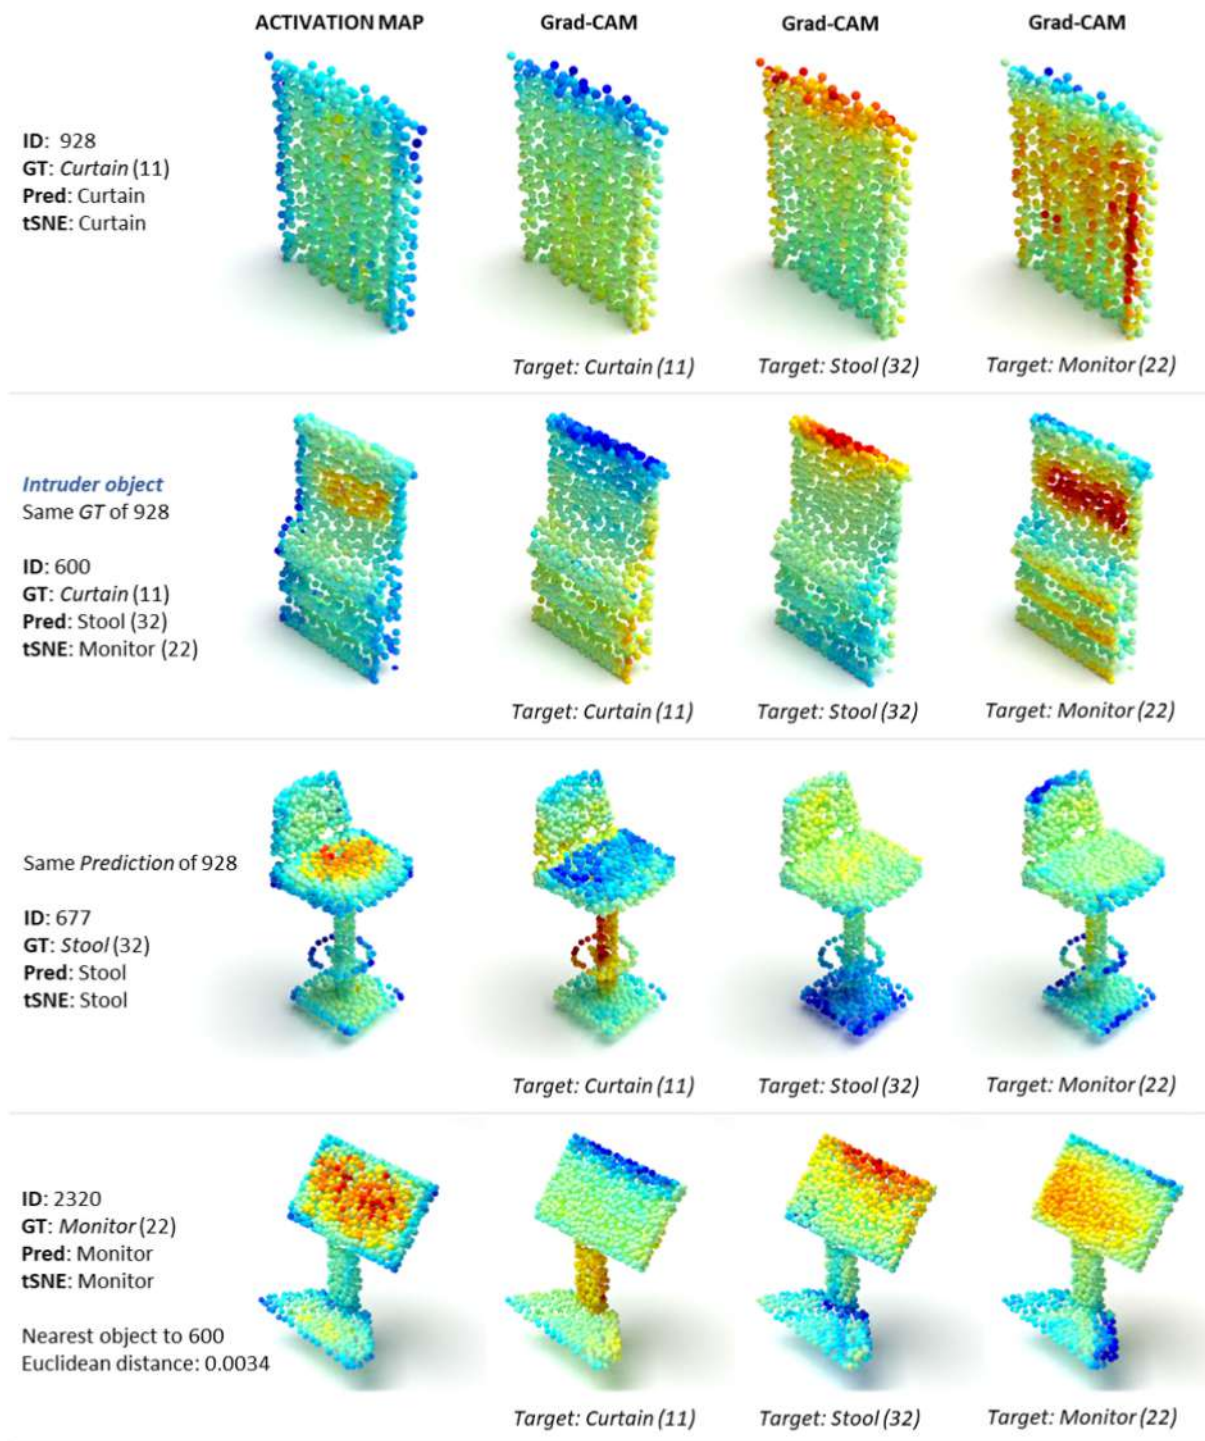 ACTIVATION MAP
Grad-CAM
Grad-CAM
Grad-CAM
ID: 928
GT: Curtain (11)
Pred: Curtain
tSNE: Curtain
Target: Curtain (11)
Target: Stool (32)
Target: Monitor (22)
Intruder object
Same GT of 928
ID: 600
GT: Curtain (11)
Pred: Stool (32)
tSNE: Monitor (22)
Target: Curtain (11)
Target: Stool (32)
Target: Monitor (22)
Same Prediction of 928
ID: 677
GT: Stool (32)
Pred: Stool
tSNE: Stool
Target: Curtain (11)
Target: Stool (32)
Target: Monitor (22)
ID: 2320
GT: Monitor (22)
Pred: Monitor
tSNE: Monitor
Nearest object to 600
Euclidean distance: 0.0034
Target: Curtain (11)
Target: Stool (32)
Target: Monitor (22)